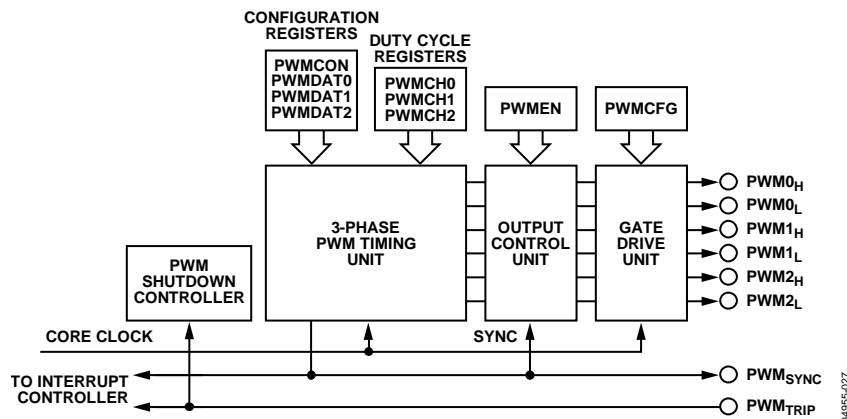 CONFIGURATION
REGISTERS
DUTY CYCLE
REGISTERS
PWMCON
PWMDAT0
PWMDAT1
PWMDAT2
PWMCH0
PWMCH1
PWMCH2
PWMEN
PWMCFG
3-PHASE
PWM TIMING
UNIT
OUTPUT
CONTROL
UNIT
GATE
DRIVE
UNIT
PWM0H
PWM0L
PWM1H
PWM1L
PWM2H
PWM2L
PWM
SHUTDOWN
CONTROLLER
CORE CLOCK
SYNC
TO INTERRUPT
CONTROLLER
PWMSYNC
PWMTRIP
04955-027